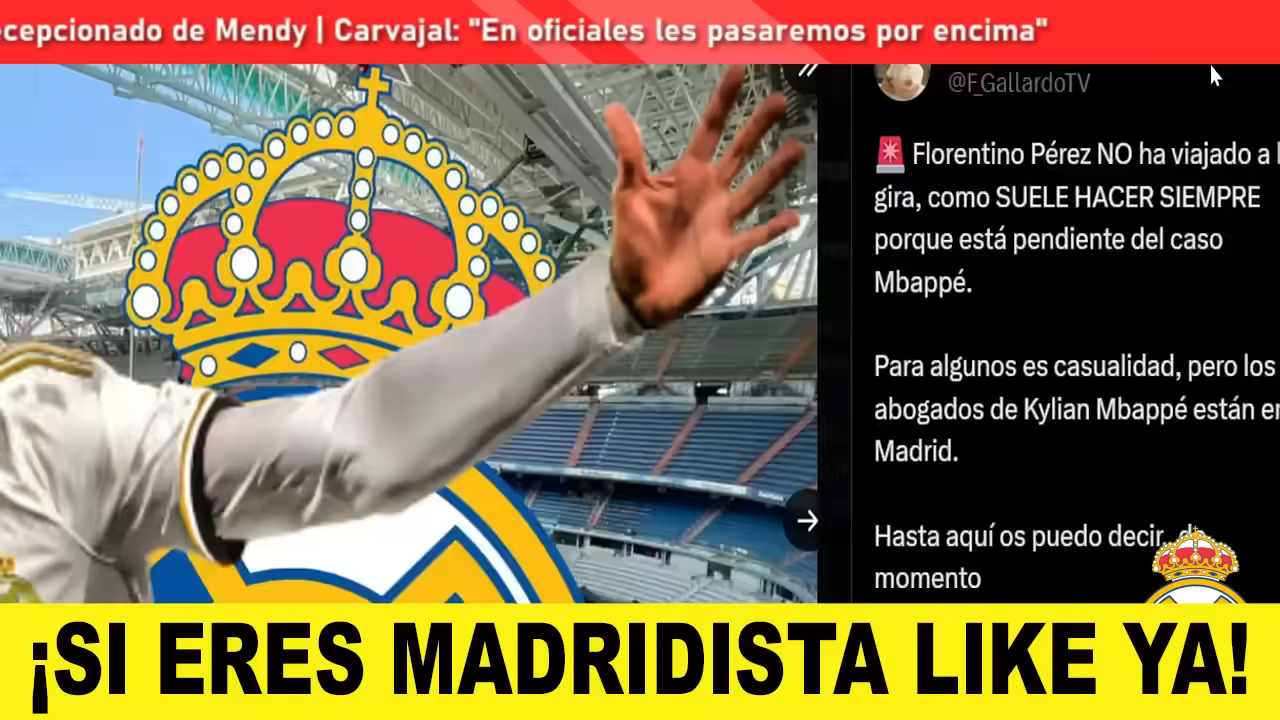 ecepcionado de Mendy | Carvajal: "En oficiales les pasaremos por encima"
@F_GallardoTV
Florentino Pérez NO ha viajado a
gira, como SUELE HACER SIEMPRE
porque está pendiente del caso
Mbappé.
Para algunos es casualidad, pero los
abogados de Kylian Mbappé están en
Madrid.
Hasta aquí os puedo decir, de
momento
¡SI ERES MADRIDISTA LIKE YA!